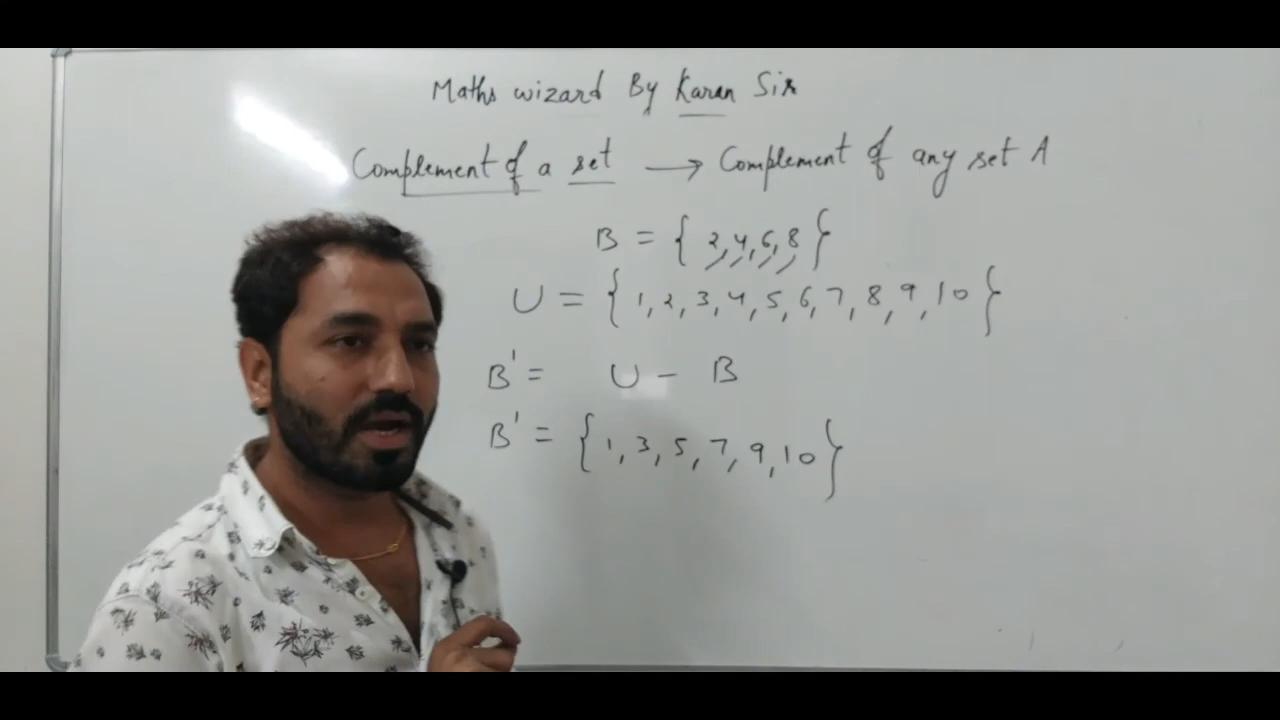 Maths wizard By Karan Sir
Complement of a set → Complement of any set A
B = { 2,4,6,8 }
U = { 1,2,3,4,5,6,7,8,9,10 }
B' = U - B
B' = { 1,3,5,7,9,10 }